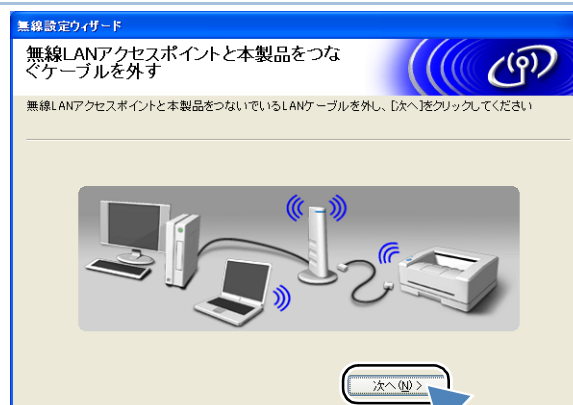 無線設定ウィザード
無線LANアクセスポイントと本製品をつな
ぐケーブルを外す
無線LANアクセスポイントと本製品をつないでいるLANケーブルを外し、[次へ]をクリックしてください
次へ(N) >